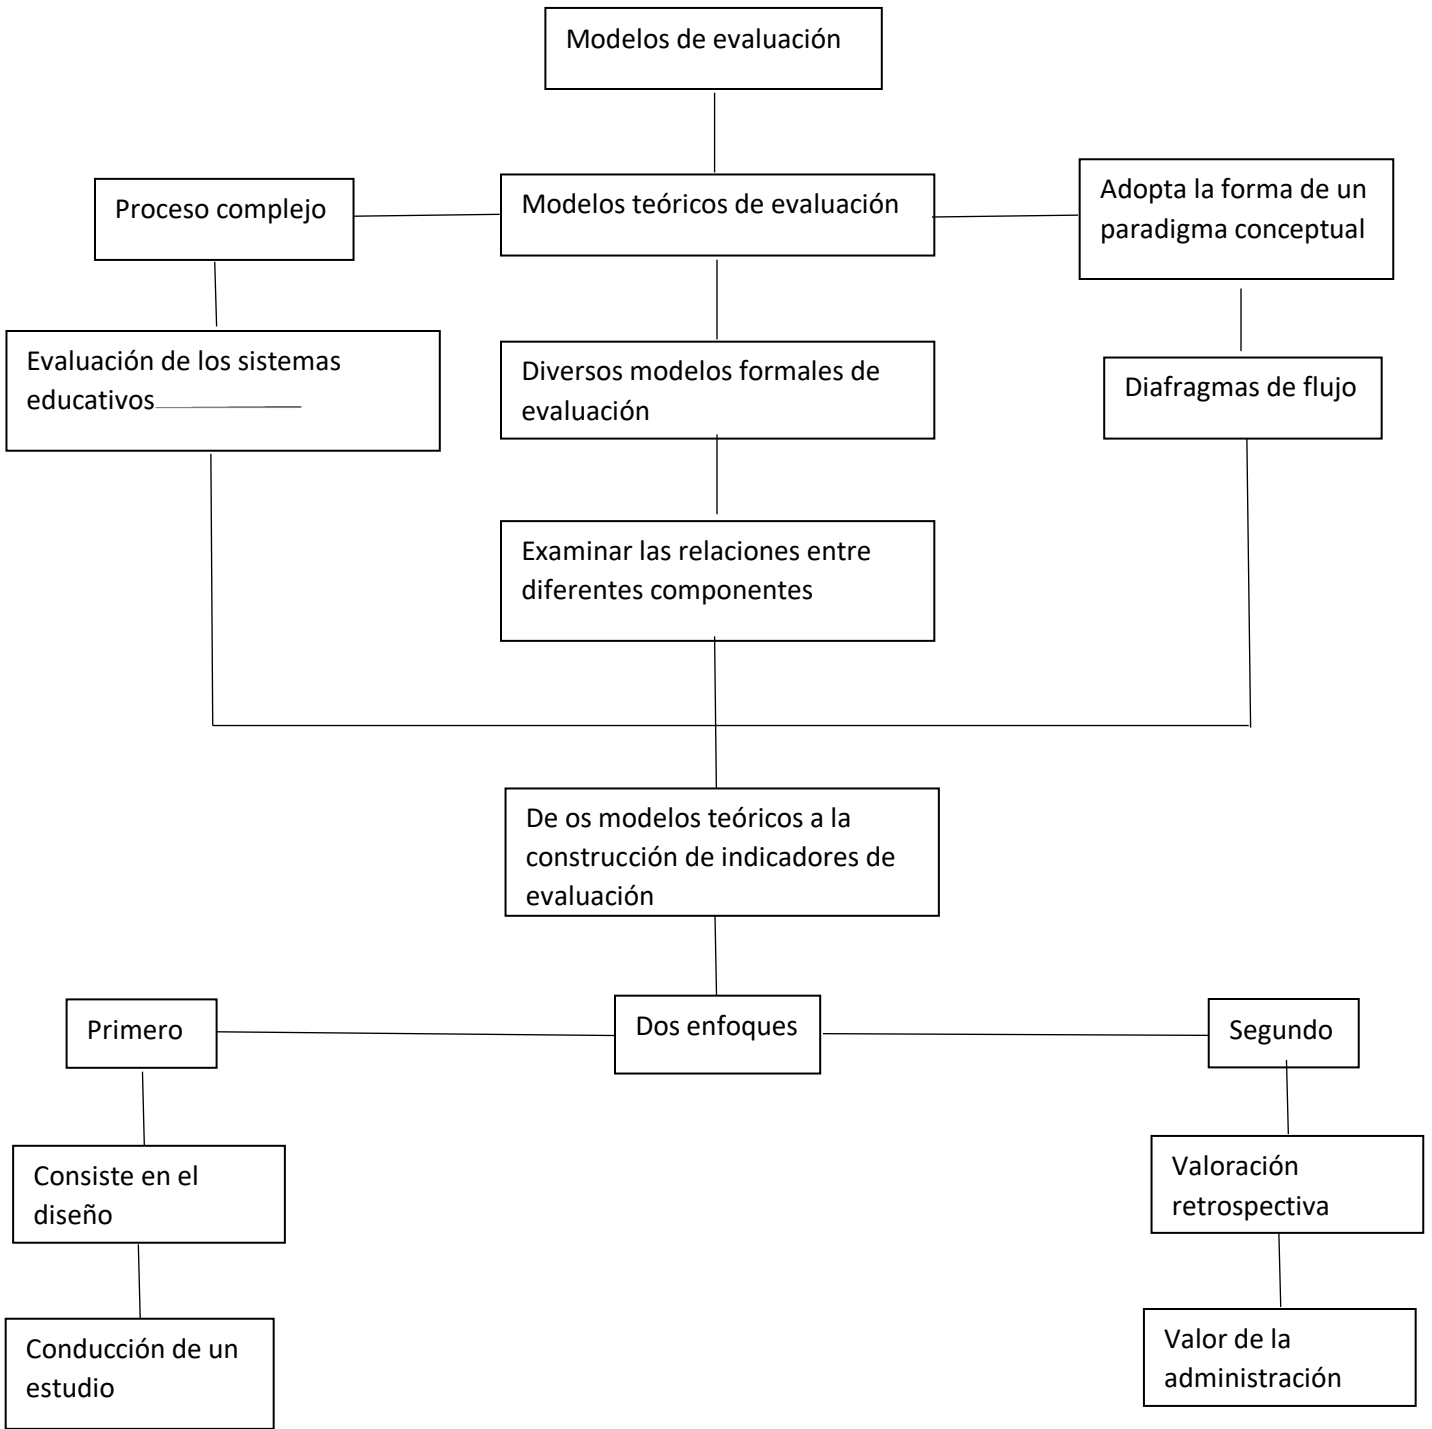 Modelos de evaluación
Proceso complejo
Modelos teóricos de evaluación
Adopta la forma de un
paradigma conceptual
Evaluación de los sistemas
educativos
Diversos modelos formales de
evaluación
Diafragmas de flujo
Examinar las relaciones entre
diferentes componentes
De os modelos teóricos a la
construcción de indicadores de
evaluación
Primero
Dos enfoques
Segundo
Consiste en el
diseño
Valoración
retrospectiva
Conducción de un
estudio
Valor de la
administración